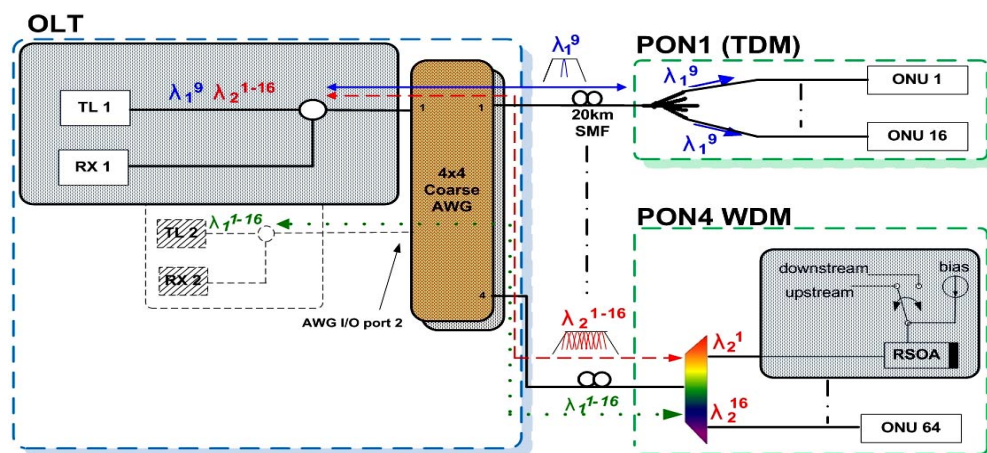 OLT
PON1 (TDM)
TL 1
λ₁⁹ λ₂¹⁻¹⁶
RX 1
1
1
4x4
Coarse
AWG
4
λ₁⁹
20km
SMF
λ₁⁹
ONU 1
λ₁⁹
ONU 16
λ₁¹⁻¹⁶
TL 2
RX 2
AWG I/O port 2
PON4 WDM
λ₂¹⁻¹⁶
λ₁¹⁻¹⁶
λ₂¹
λ₂¹⁶
downstream
upstream
bias
RSOA
ONU 64